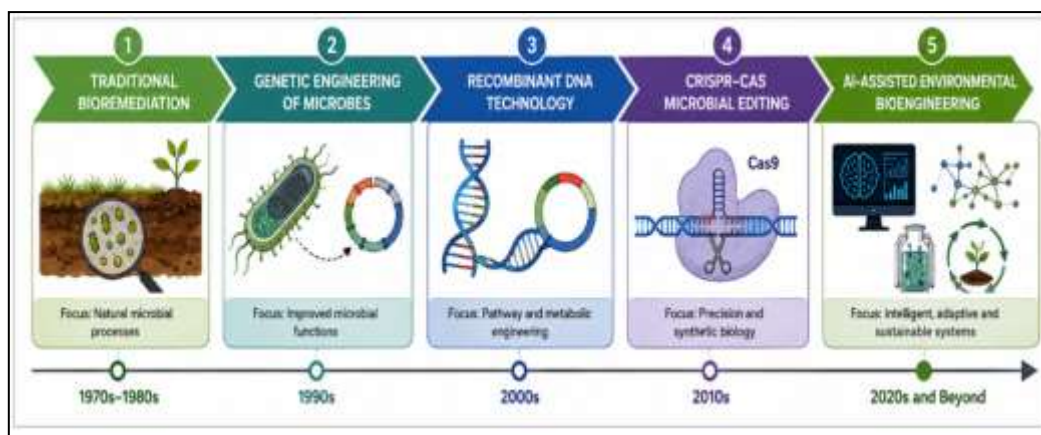 1
TRADITIONAL
BIOREMEDIATION
Focus: Natural microbial
processes
1970s–1980s
2
GENETIC ENGINEERING
OF MICROBES
Focus: Improved microbial
functions
1990s
3
RECOMBINANT DNA
TECHNOLOGY
Focus: Pathway and metabolic
engineering
2000s
4
CRISPR–CAS
MICROBIAL EDITING
Cas9
Focus: Precision and
synthetic biology
2010s
5
AI-ASSISTED ENVIRONMENTAL
BIOENGINEERING
Focus: Intelligent, adaptive and
sustainable systems
2020s and Beyond